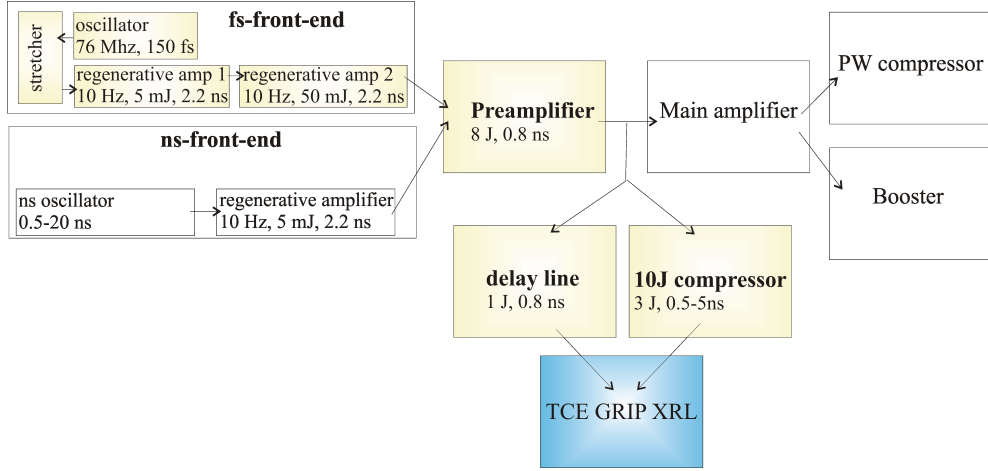 fs-front-end
stretcher
oscillator
76 Mhz, 150 fs
regenerative amp 1
10 Hz, 5 mJ, 2.2 ns
regenerative amp 2
10 Hz, 50 mJ, 2.2 ns
ns-front-end
ns oscillator
0.5-20 ns
regenerative amplifier
10 Hz, 5 mJ, 2.2 ns
Preamplifier
8 J, 0.8 ns
Main amplifier
PW compressor
Booster
delay line
1 J, 0.8 ns
10J compressor
3 J, 0.5-5ns
TCE GRIP XRL